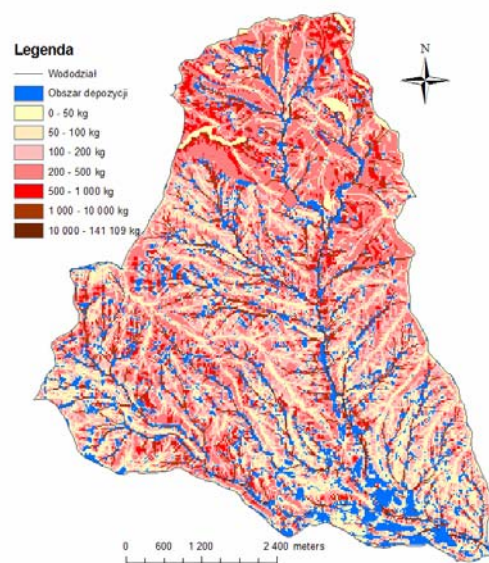 Legenda
Wododział
Obszar depozycji
0 - 50 kg
50 - 100 kg
100 - 200 kg
200 - 500 kg
500 - 1 000 kg
1 000 - 10 000 kg
10 000 - 141 109 kg
N
0 600 1 200 2 400 meters